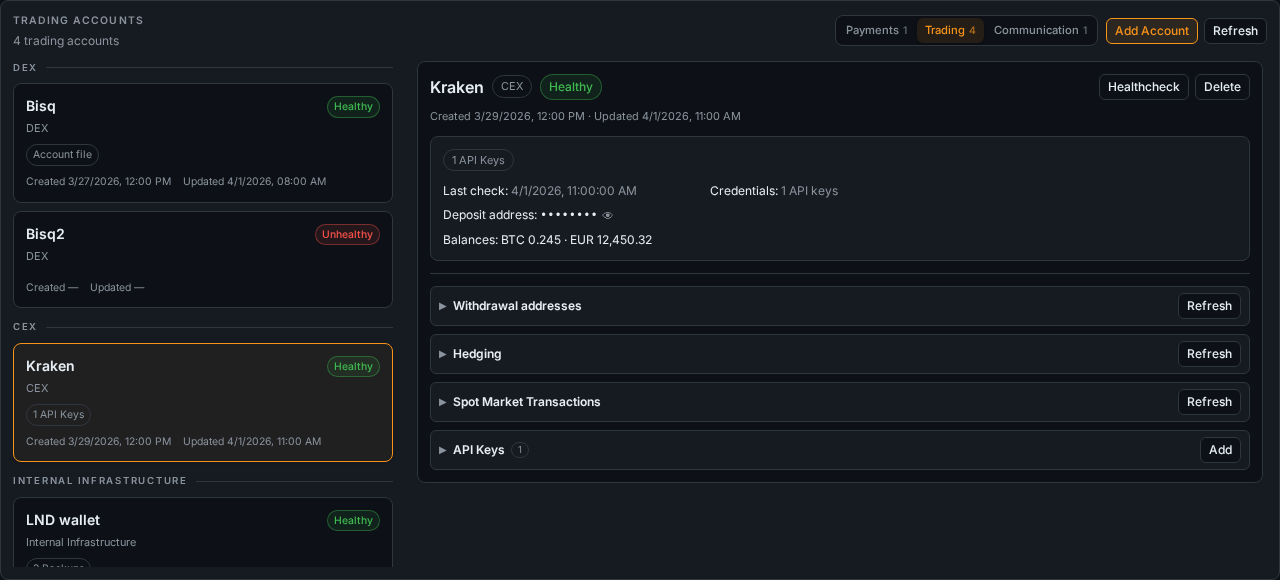 TRADING ACCOUNTS
4 trading accounts
Payments 1
Trading 4
Communication 1
Add Account
Refresh
DEX
Bisq
Healthy
DEX
Account file
Created 3/27/2026, 12:00 PM Updated 4/1/2026, 08:00 AM
Bisq2
Unhealthy
DEX
Created — Updated —
CEX
Kraken
Healthy
CEX
1 API Keys
Created 3/29/2026, 12:00 PM Updated 4/1/2026, 11:00 AM
INTERNAL INFRASTRUCTURE
LND wallet
Healthy
Internal Infrastructure
Kraken CEX Healthy
Healthcheck
Delete
Created 3/29/2026, 12:00 PM · Updated 4/1/2026, 11:00 AM
1 API Keys
Last check: 4/1/2026, 11:00:00 AM
Credentials: 1 API keys
Deposit address: ••••••••
Balances: BTC 0.245 · EUR 12,450.32
Withdrawal addresses
Refresh
Hedging
Refresh
Spot Market Transactions
Refresh
API Keys 1
Add